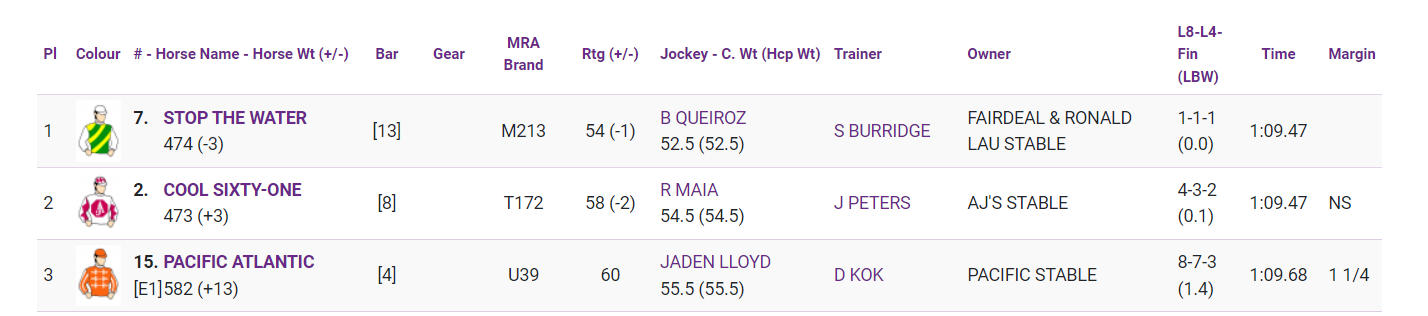 Pl Colour # - Horse Name - Horse Wt (+/-) Bar Gear MRA Brand Rtg (+/-) Jockey - C. Wt (Hcp Wt) Trainer Owner L8-L4-Fin (LBW) Time Margin
1 7. STOP THE WATER [13] M213 54 (-1) B QUEIROZ S BURRIDGE FAIRDEAL & RONALD 1-1-1 1:09.47
474 (-3) 52.5 (52.5) LAU STABLE (0.0)
2 2. COOL SIXTY-ONE [8] T172 58 (-2) R MAIA J PETERS AJ'S STABLE 4-3-2 1:09.47 NS
473 (+3) 54.5 (54.5) (0.1)
3 15. PACIFIC ATLANTIC [4] U39 60 JADEN LLOYD D KOK PACIFIC STABLE 8-7-3 1:09.68 1 1/4
[E1]582 (+13) 55.5 (55.5) (1.4)